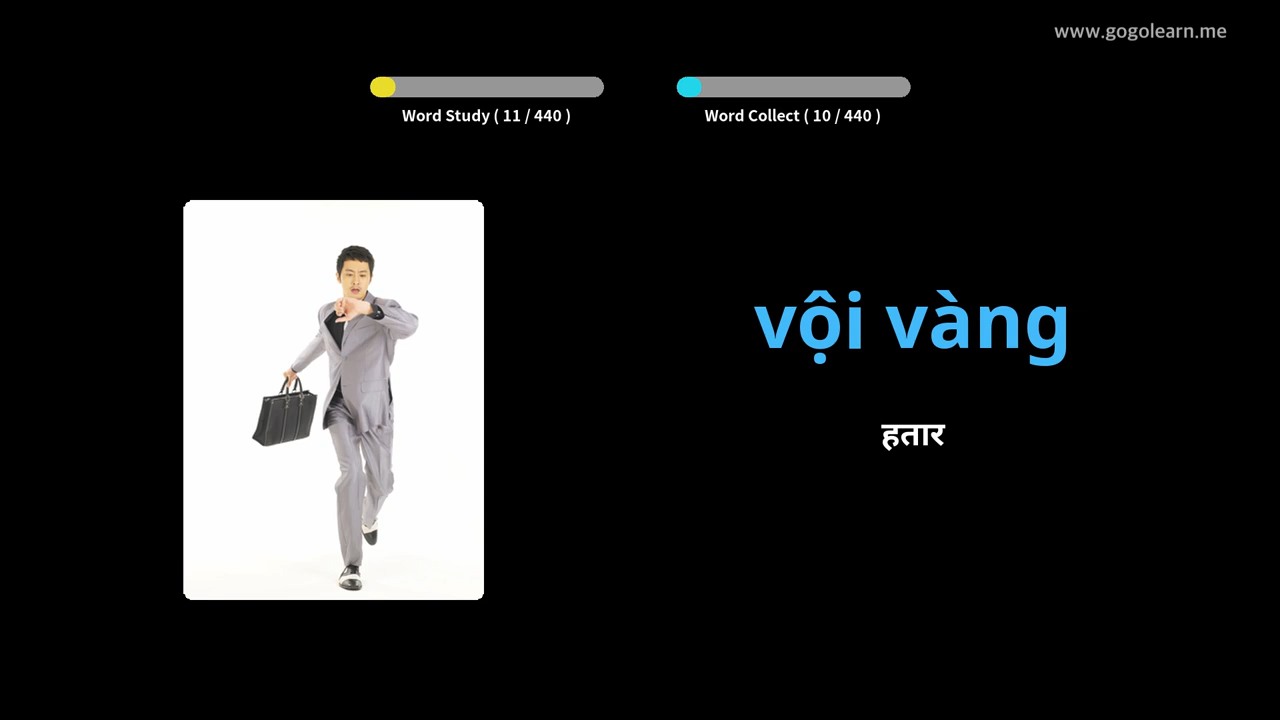 www.gogolearn.me
Word Study ( 11 / 440 )
Word Collect ( 10 / 440 )
vội vàng
हतार